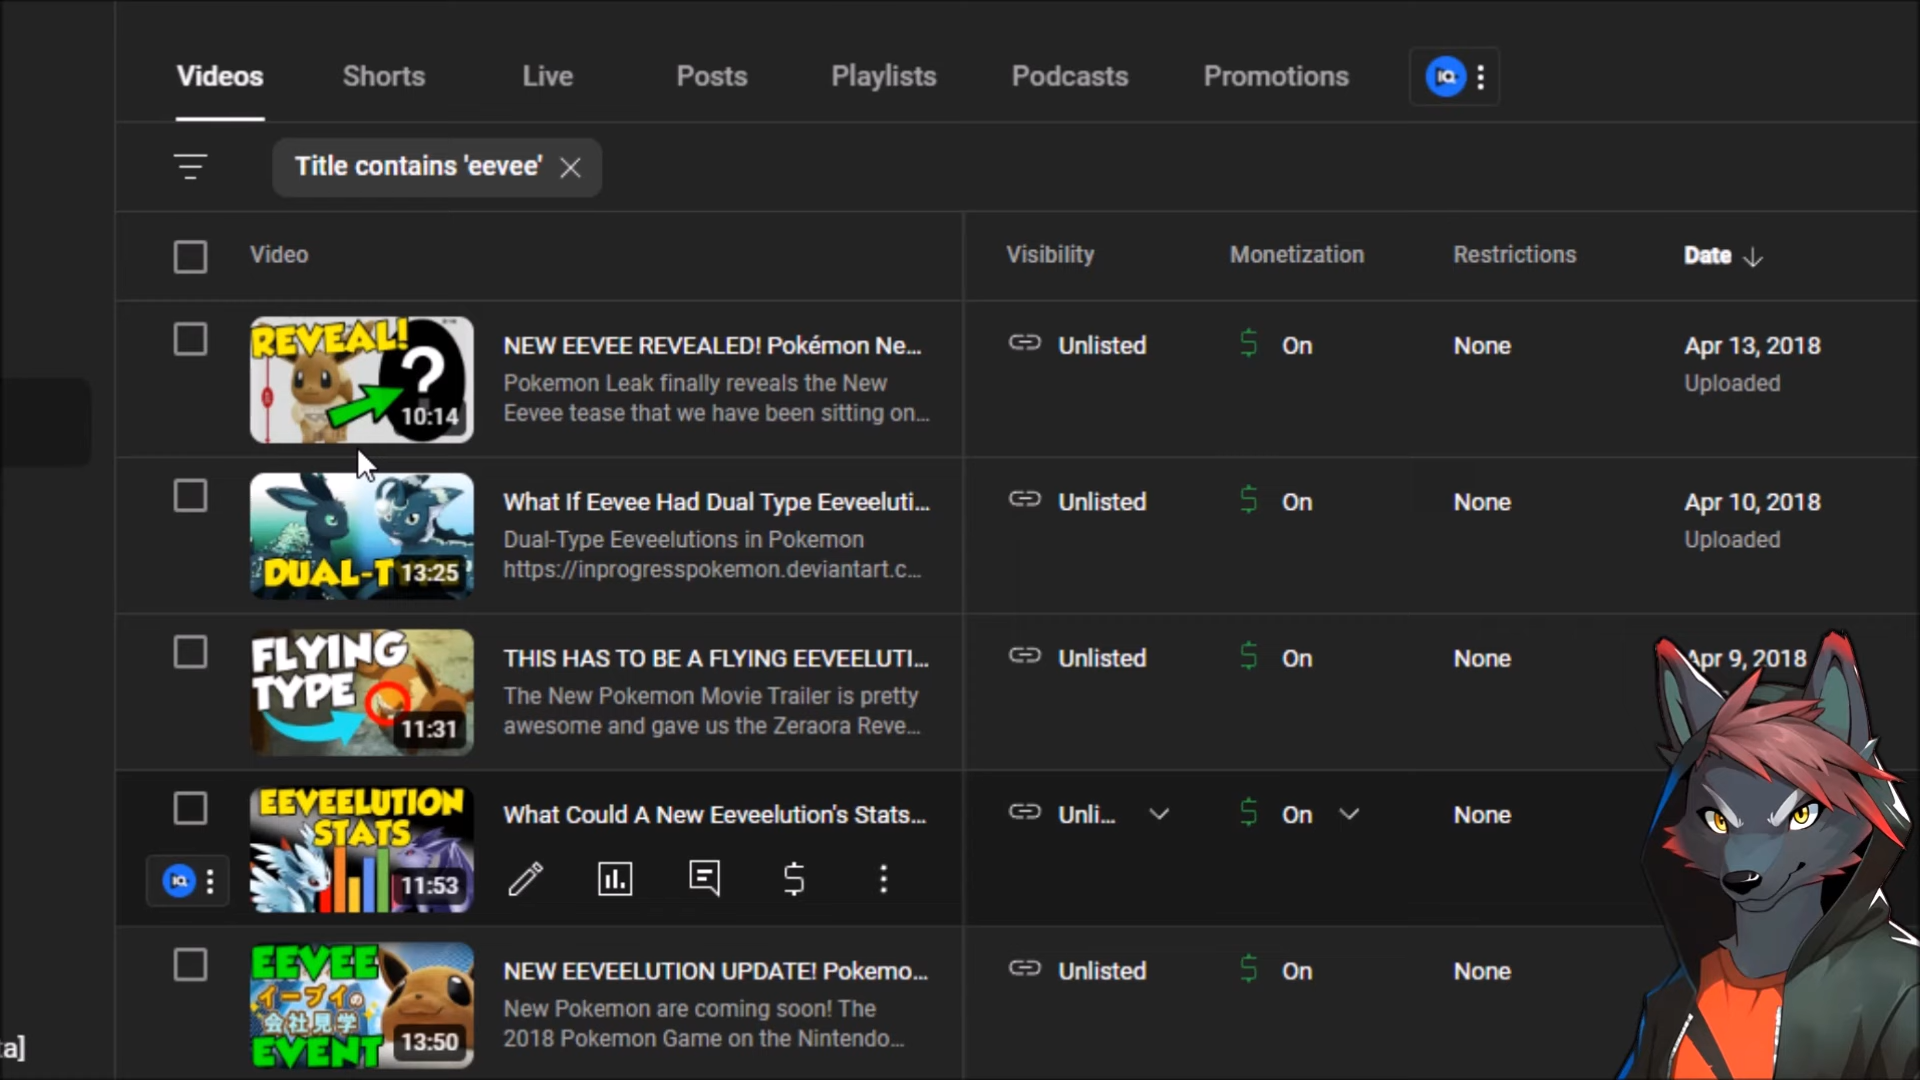 Videos Shorts Live Posts Playlists Podcasts Promotions IQ
Title contains 'eevee'
Video Visibility Monetization Restrictions Date
REVEAL!
?
10:14
NEW EEVEE REVEALED! Pokémon Ne...
Pokemon Leak finally reveals the New
Eevee tease that we have been sitting on...
Unlisted On None Apr 13, 2018
Uploaded
DUAL-T
13:25
What If Eevee Had Dual Type Eeveeluti...
Dual-Type Eeveelutions in Pokemon
https://inprogresspokemon.deviantart.c...
Unlisted On None Apr 10, 2018
Uploaded
FLYING
TYPE
11:31
THIS HAS TO BE A FLYING EEVEELUTI...
The New Pokemon Movie Trailer is pretty
awesome and gave us the Zeraora Reve...
Unlisted On None Apr 9, 2018
IQ
EEVEELUTION
STATS
11:53
What Could A New Eeveelution's Stats...
Unli... On None
EEVEE
イーブイの
会社見学
EVENT
13:50
NEW EEVEELUTION UPDATE! Pokemo...
New Pokemon are coming soon! The
2018 Pokemon Game on the Nintendo...
Unlisted On None
ta]